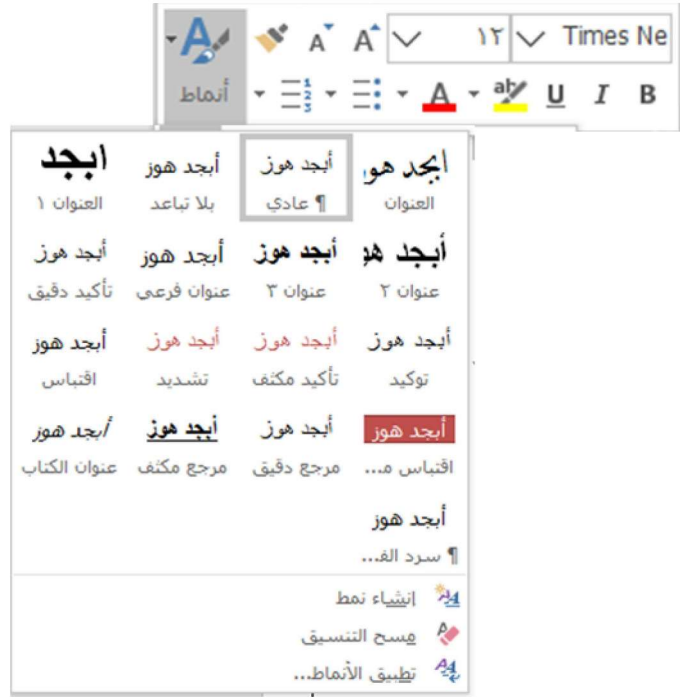 Times Ne ١٢ A A
B I U ab A أنماط
ابجد هوز أبجد هوز أبجد هوز ابجد
العنوان ¶ عادي بلا تباعد العنوان ١
أبجد هو أبجد هوز أبجد هوز أبجد هوز
عنوان ٢ عنوان ٣ عنوان فرعي تأكيد دقيق
أبجد هوز أبجد هوز أبجد هوز أبجد هوز
توكيد تأكيد مكثف تشديد اقتباس
أبجد هوز أبجد هوز أبجد هوز أبجد هوز
اقتباس م... مرجع دقيق مرجع مكثف عنوان الكتاب
أبجد هوز
¶ سرد الف...
إنشاء نمط
مسح التنسيق
تطبيق الأنماط...